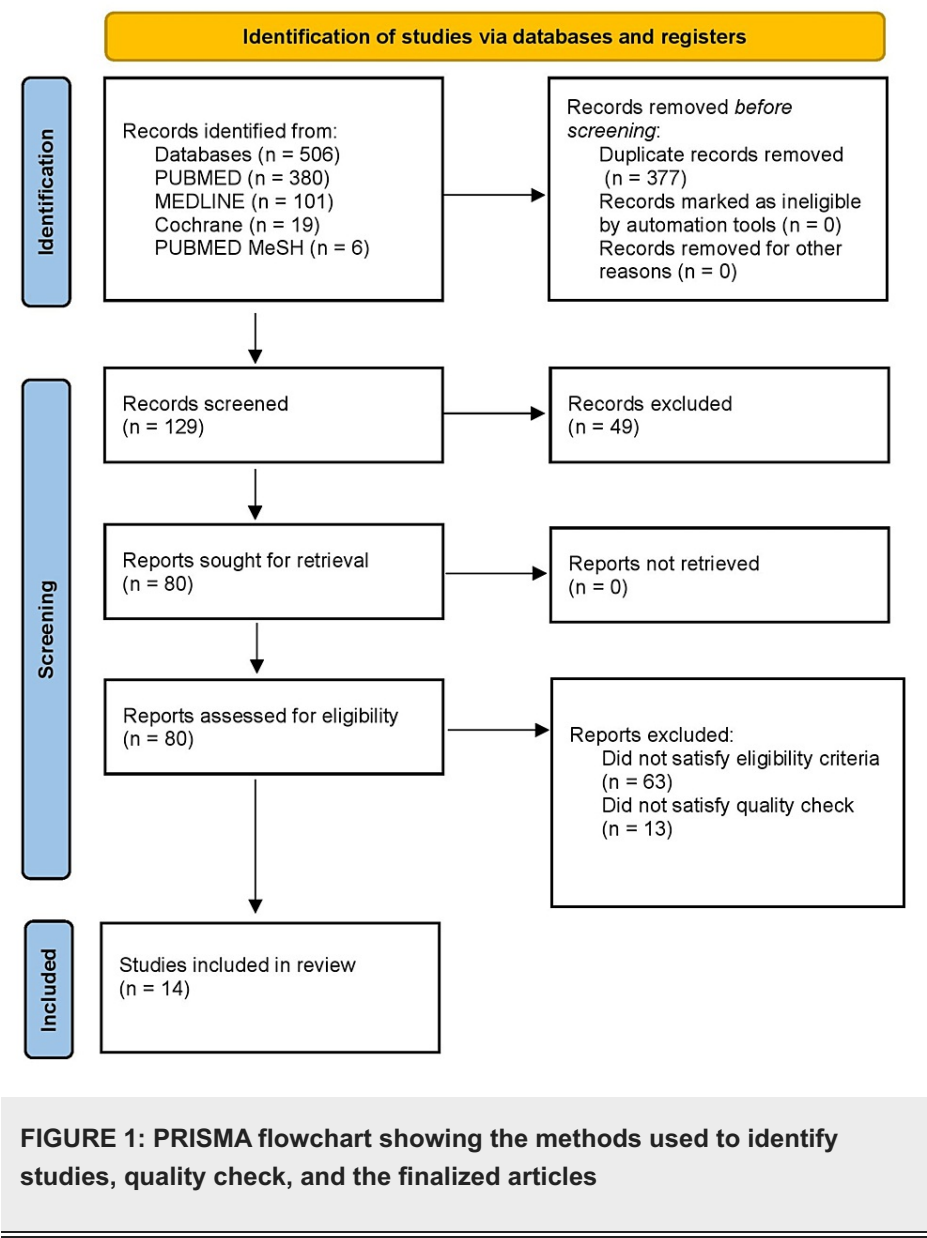 Identification of studies via databases and registers
Identification
Records identified from:
Databases (n = 506)
PUBMED (n = 380)
MEDLINE (n = 101)
Cochrane (n = 19)
PUBMED MeSH (n = 6)
Records removed before
screening:
Duplicate records removed
(n = 377)
Records marked as ineligible
by automation tools (n = 0)
Records removed for other
reasons (n = 0)
Screening
Records screened
(n = 129)
Records excluded
(n = 49)
Reports sought for retrieval
(n = 80)
Reports not retrieved
(n = 0)
Reports assessed for eligibility
(n = 80)
Reports excluded:
Did not satisfy eligibility criteria
(n = 63)
Did not satisfy quality check
(n = 13)
Included
Studies included in review
(n = 14)
FIGURE 1: PRISMA flowchart showing the methods used to identify
studies, quality check, and the finalized articles